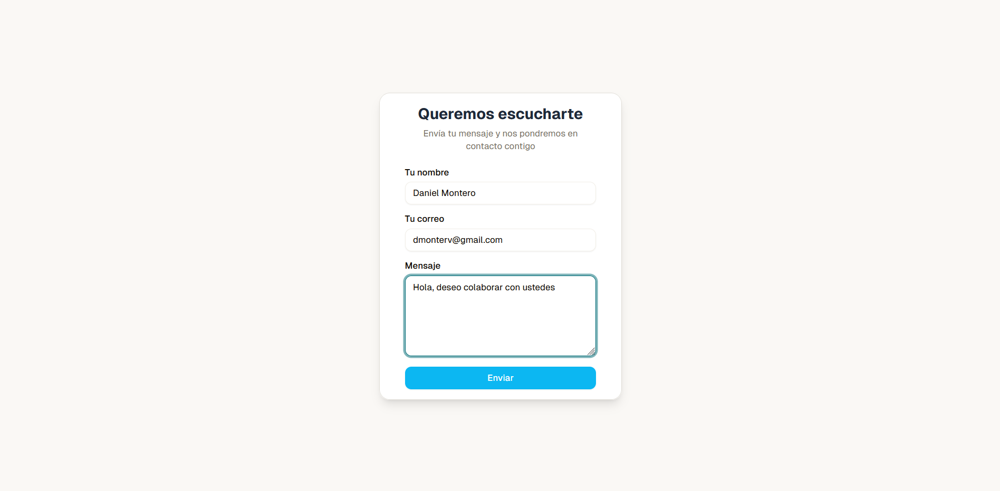 Queremos escucharte
Envía tu mensaje y nos pondremos en
contacto contigo
Tu nombre
Daniel Montero
Tu correo
dmonterv@gmail.com
Mensaje
Hola, deseo colaborar con ustedes
Enviar